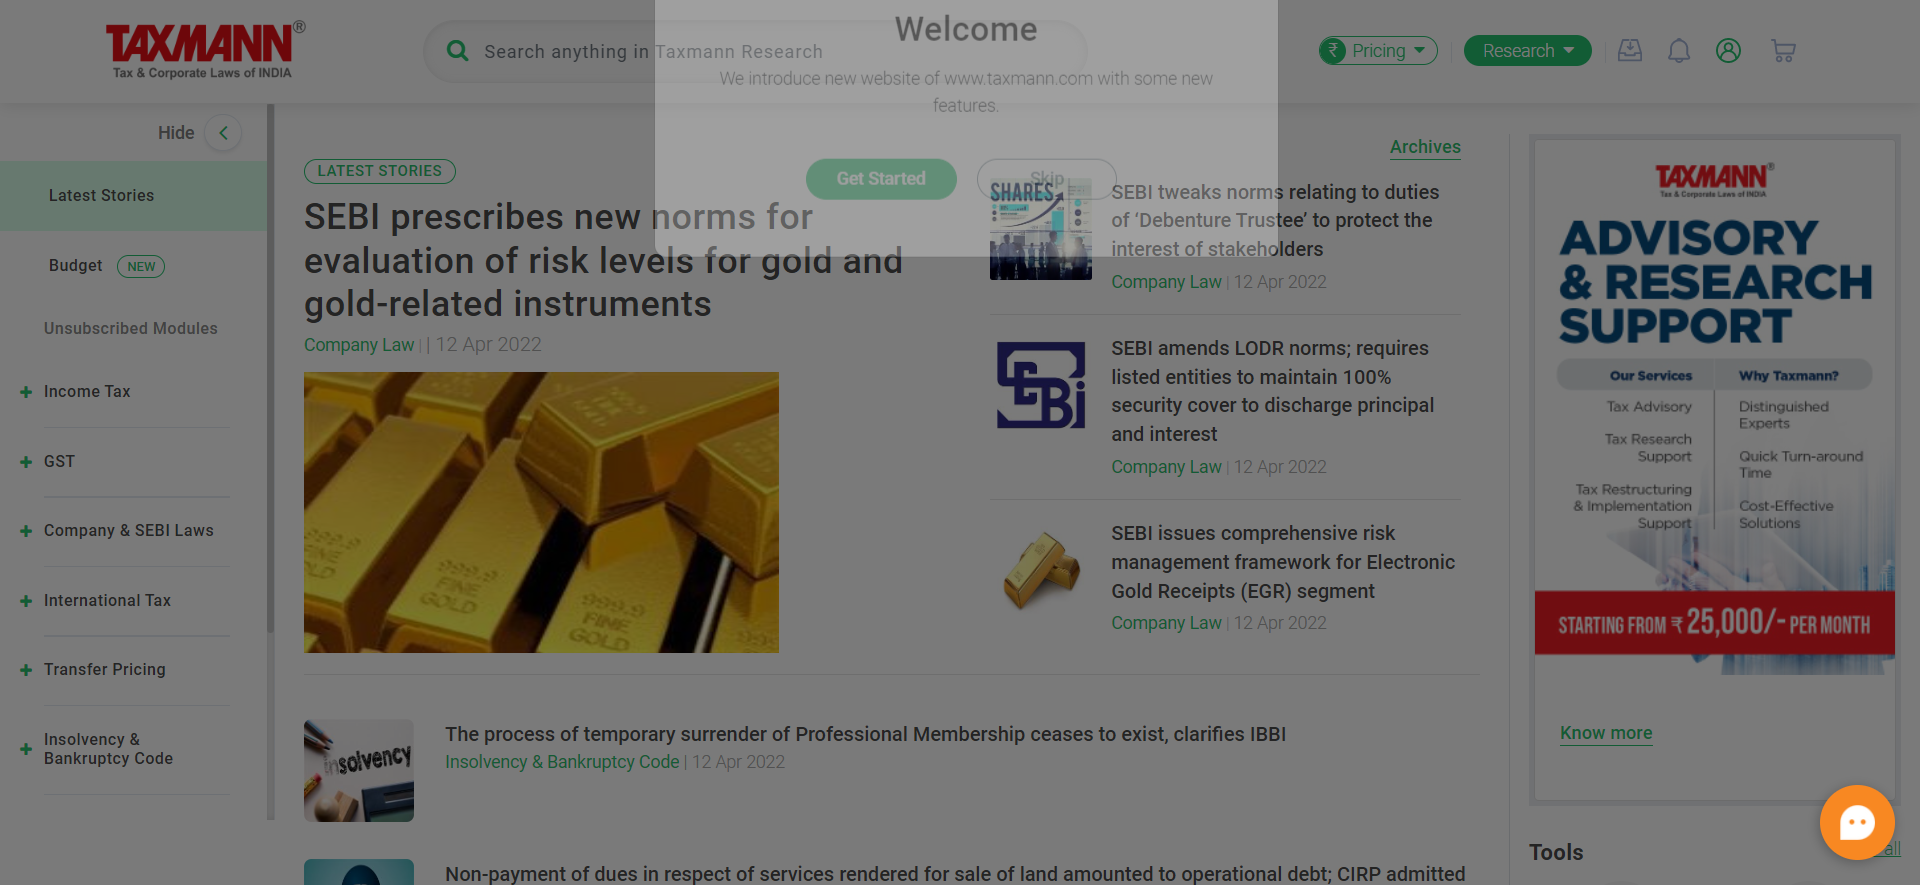 TAXMANN®
Tax & Corporate Laws of INDIA
Search anything in Taxmann Research
Welcome
We introduce new website of www.taxmann.com with some new
features.
Get Started
Skip
₹ Pricing
Research
Hide
Latest Stories
Budget NEW
Unsubscribed Modules
Income Tax
GST
Company & SEBI Laws
International Tax
Transfer Pricing
Insolvency &
Bankruptcy Code
LATEST STORIES
SEBI prescribes new norms for
evaluation of risk levels for gold and
gold-related instruments
Company Law | | 12 Apr 2022
999.9
FINE
GOLD
999.9
FINE
GOLD
Archives
SHARES
SEBI tweaks norms relating to duties
of ‘Debenture Trustee’ to protect the
interest of stakeholders
Company Law | 12 Apr 2022
SEBI
SEBI amends LODR norms; requires
listed entities to maintain 100%
security cover to discharge principal
and interest
Company Law | 12 Apr 2022
SEBI issues comprehensive risk
management framework for Electronic
Gold Receipts (EGR) segment
Company Law | 12 Apr 2022
insolvency
The process of temporary surrender of Professional Membership ceases to exist, clarifies IBBI
Insolvency & Bankruptcy Code | 12 Apr 2022
Non-payment of dues in respect of services rendered for sale of land amounted to operational debt; CIRP admitted
TAXMANN®
Tax & Corporate Laws of INDIA
ADVISORY
& RESEARCH
SUPPORT
Our Services
Why Taxmann?
Tax Advisory
Distinguished
Experts
Tax Research
Support
Quick Turn-around
Time
Tax Restructuring
& Implementation
Support
Cost-Effective
Solutions
STARTING FROM ₹ 25,000/- PER MONTH
Know more
Tools
all